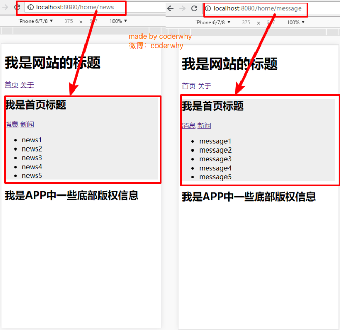 localhost:8080/home/news
iPhone 6/7/8 375 100%
我是网站的标题
首页 关于
我是首页标题
消息 新闻
news1
news2
news3
news4
news5
我是APP中一些底部版权信息
made by coderwhy
微博:coderwhy
localhost:8080/home/message
Phone 6/7/8 375 100%
我是网站的标题
首页 关于
我是首页标题
消息 新闻
message1
message2
message3
message4
message5
我是APP中一些底部版权信息